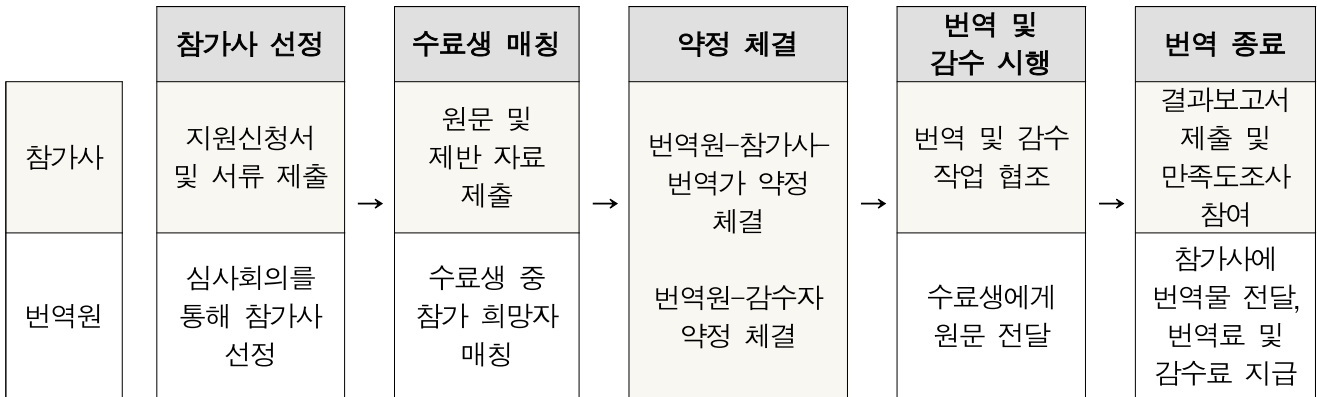 참가사 선정
수료생 매칭
약정 체결
번역 및
감수 시행
번역 종료
참가사
지원신청서
및 서류 제출
→
원문 및
제반 자료
제출
→
번역원-참가사-
번역가 약정
체결
→
번역 및 감수
작업 협조
→
결과보고서
제출 및
만족도조사
참여
번역원
심사회의를
통해 참가사
선정
수료생 중
참가 희망자
매칭
번역원-감수자
약정 체결
수료생에게
원문 전달
참가사에
번역물 전달,
번역료 및
감수료 지급